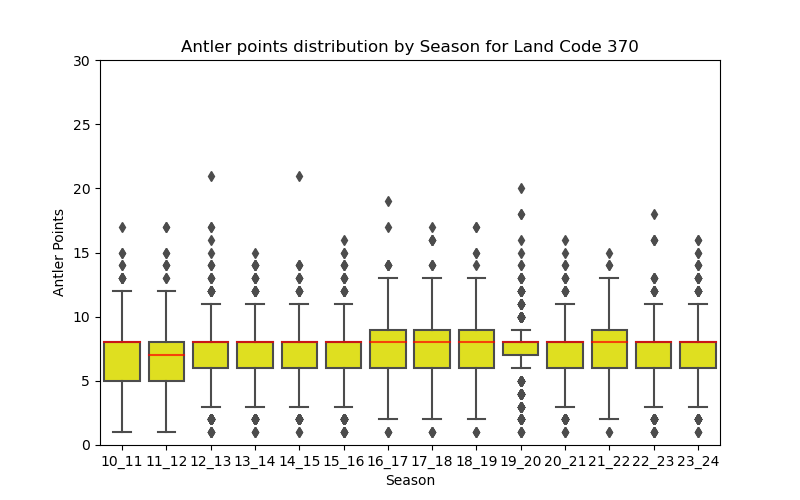 Antler points distribution by Season for Land Code 370
30
25
20
15
10
5
0
Antler Points
10_11 11_12 12_13 13_14 14_15 15_16 16_17 17_18 18_19 19_20 20_21 21_22 22_23 23_24
Season